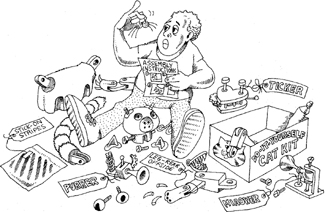 ASSEMBLY
INSTRUCTIONS
TICKER
STICK-ON
STRIPES
DO-IT-YOURSELF
CAT KIT
PURRER